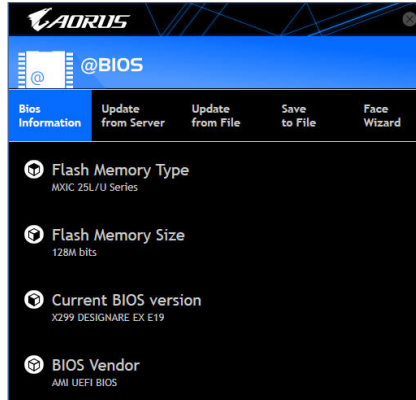 AORUS
@
@BIOS
Bios Information
Update from Server
Update from File
Save to File
Face Wizard
Flash Memory Type
MXIC 25L/U Series
Flash Memory Size
128M bits
Current BIOS version
X299 DESIGNARE EX E19
BIOS Vendor
AMI UEFI BIOS